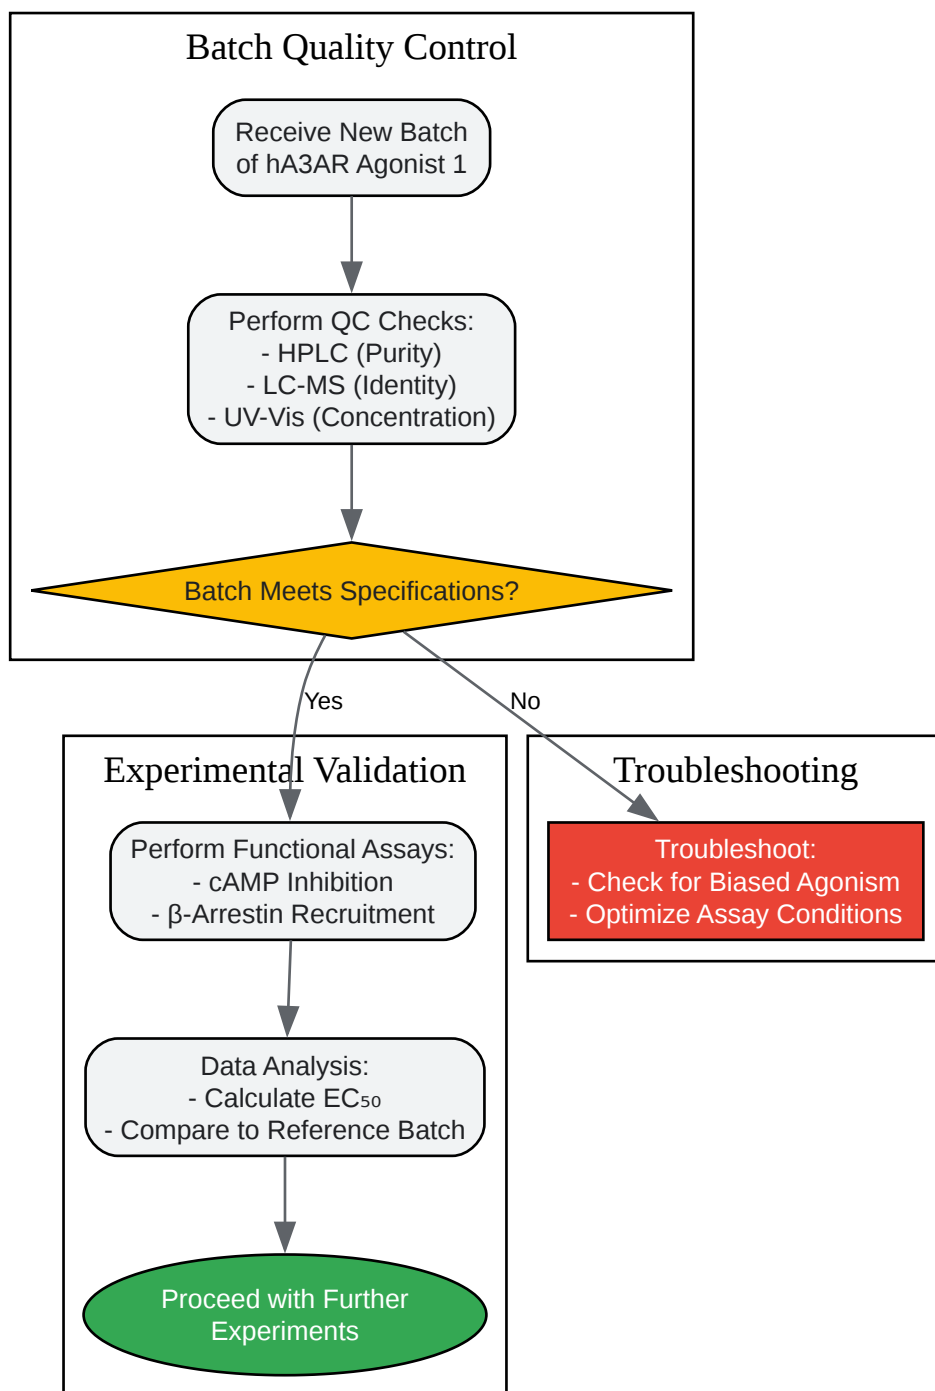 Batch Quality Control
Receive New Batch
of hA3AR Agonist 1
Perform QC Checks:
- HPLC (Purity)
- LC-MS (Identity)
- UV-Vis (Concentration)
Batch Meets Specifications?
Yes
No
Experimental Validation
Perform Functional Assays:
- cAMP Inhibition
- β-Arrestin Recruitment
Data Analysis:
- Calculate EC₅₀
- Compare to Reference Batch
Proceed with Further
Experiments
Troubleshooting
Troubleshoot:
- Check for Biased Agonism
- Optimize Assay Conditions